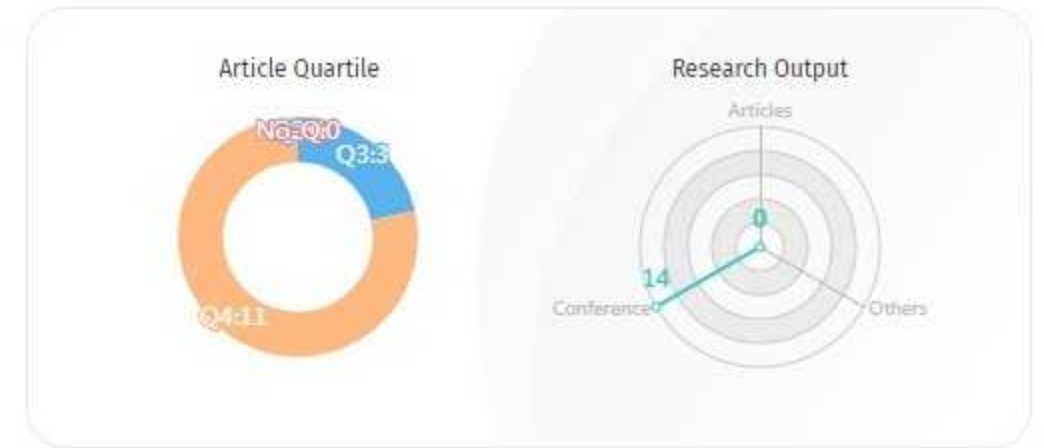 Article Quartile
No-Q:0
Q3:3
Q4:11
Research Output
Articles
0
14
Conference
Others